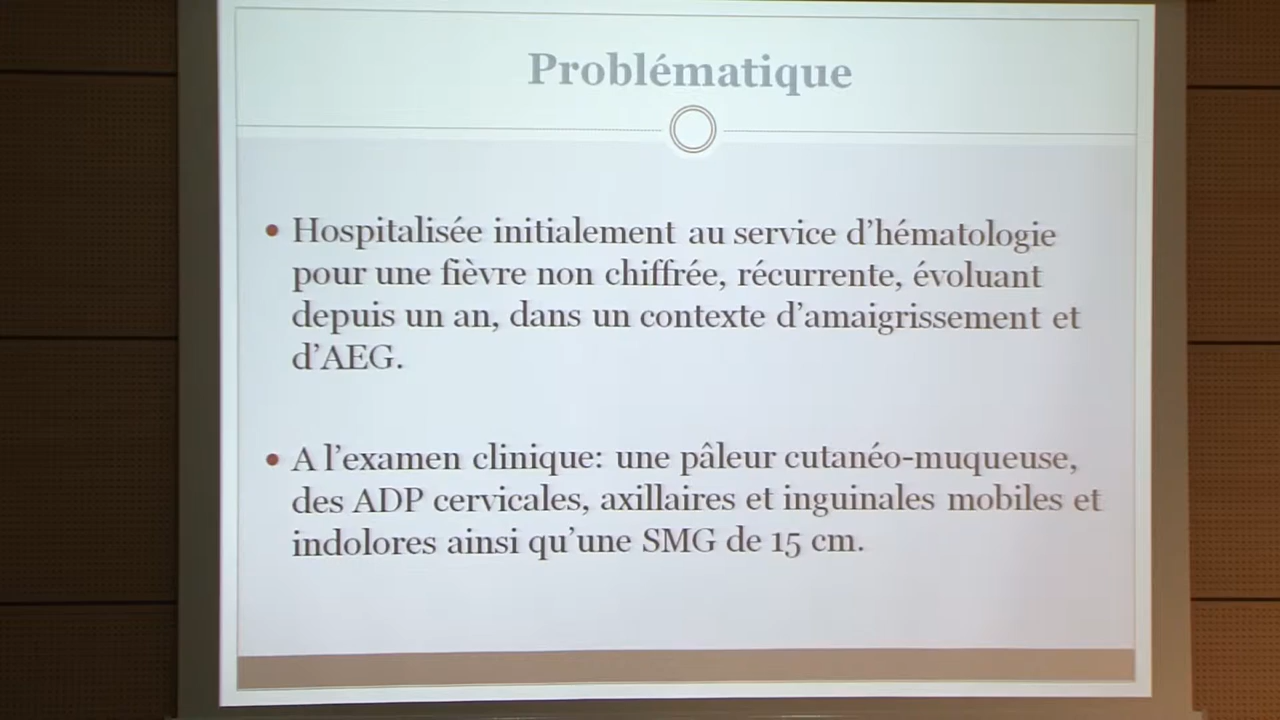 Problématique
• Hospitalisée initialement au service d'hématologie
pour une fièvre non chiffrée, récurrente, évoluant
depuis un an, dans un contexte d'amaigrissement et
d'AEG.
• A l'examen clinique: une pâleur cutanéo-muqueuse,
des ADP cervicales, axillaires et inguinales mobiles et
indolores ainsi qu'une SMG de 15 cm.